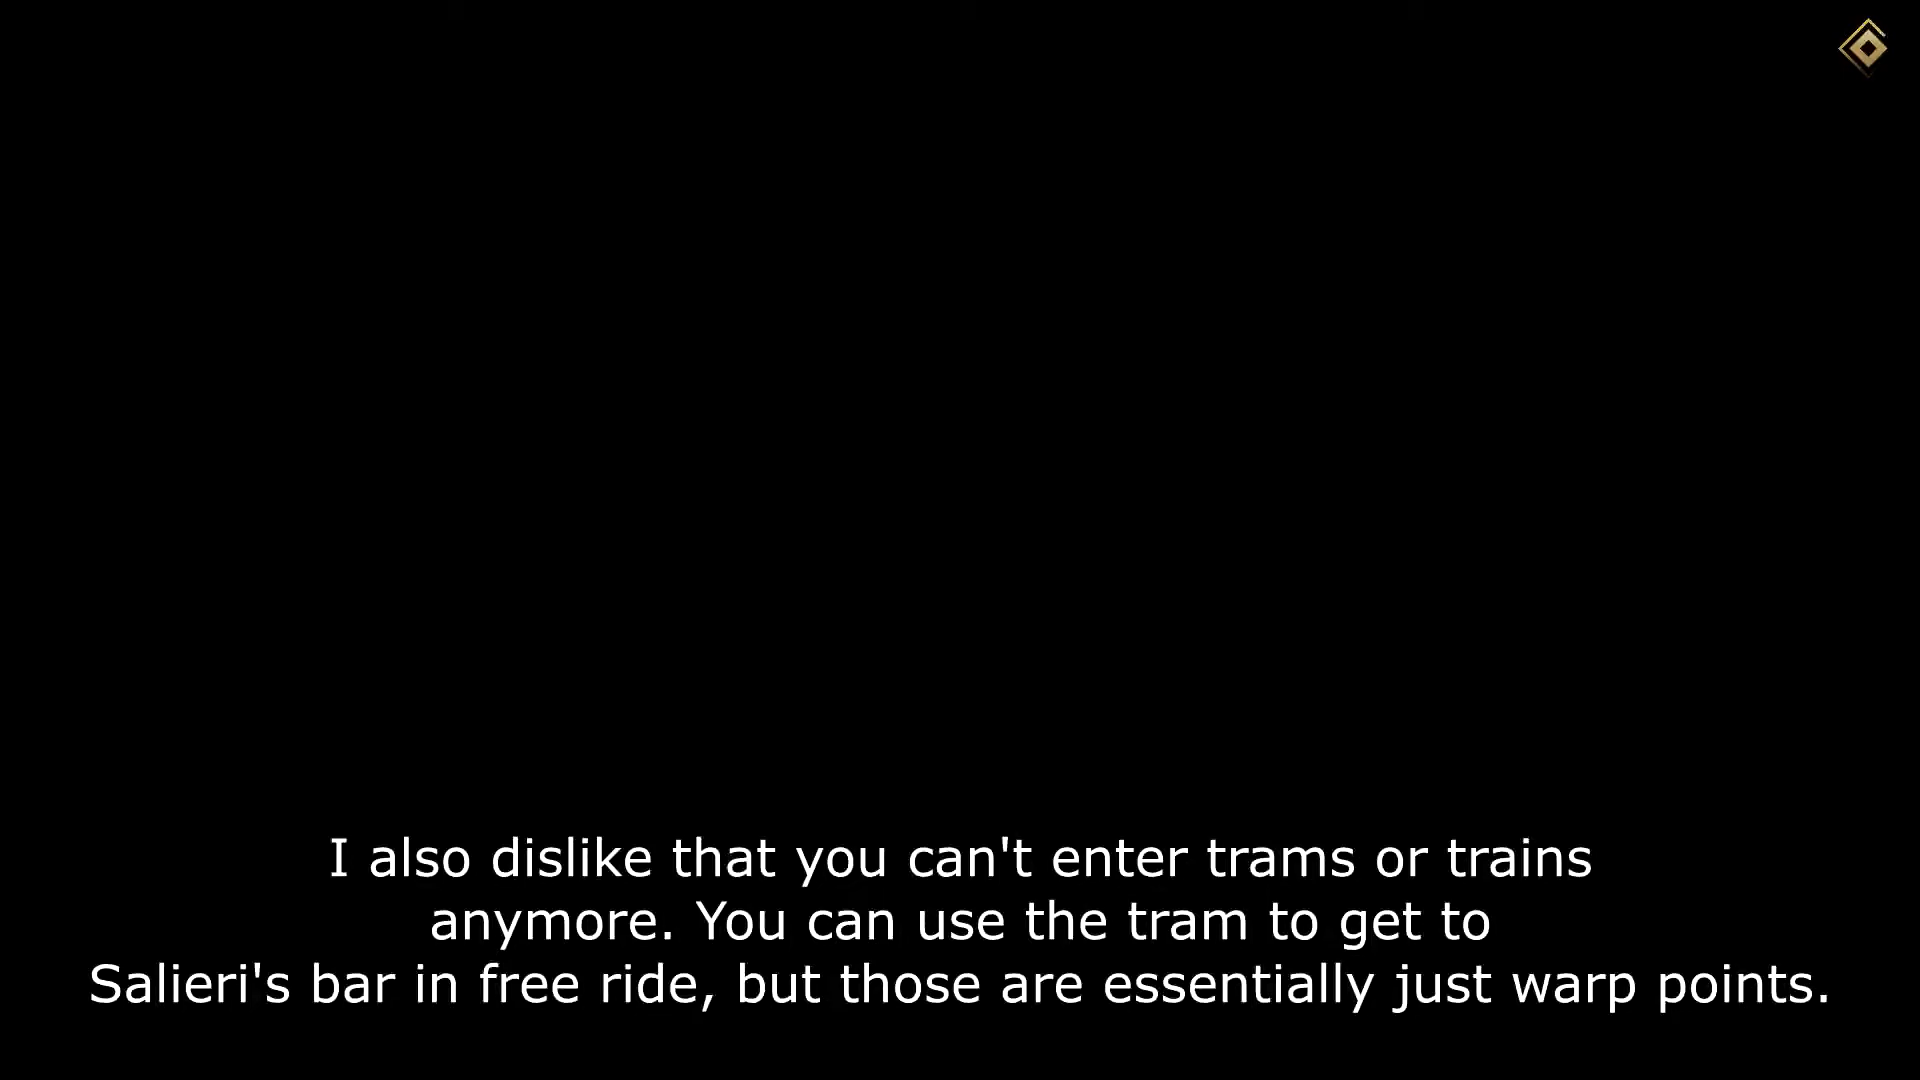 I also dislike that you can't enter trams or trains
anymore. You can use the tram to get to
Salieri's bar in free ride, but those are essentially just warp points.